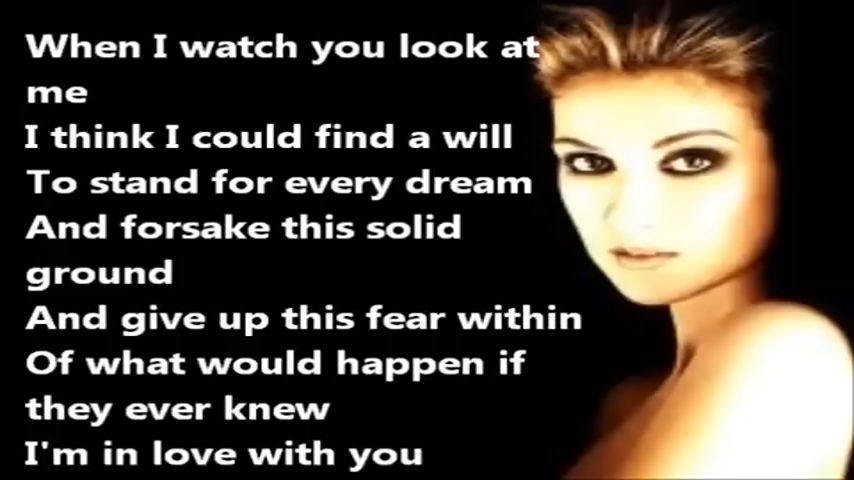 When I watch you look at
me
I think I could find a will
To stand for every dream
And forsake this solid
ground
And give up this fear within
Of what would happen if
they ever knew
I'm in love with you